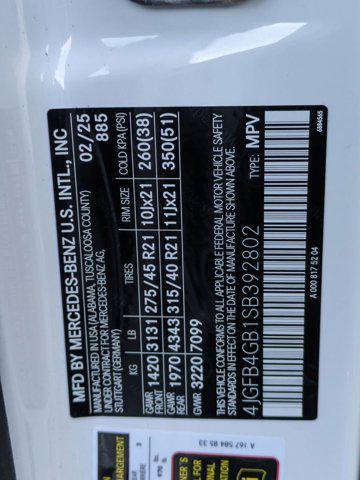 MFD BY MERCEDES-BENZ U.S. INTL., INC
MANUFACTURED IN USA (ALABAMA, TUSCALOOSA COUNTY)
UNDER CONTRACT FOR MERCEDES-BENZ AG,
STUTTGART (GERMANY)
02/25
885
KG LB TIRES RIM SIZE COLD KPA(PSI)
GAWR 1420 3131 275/45 R21 10Jx21 260(38)
FRT
GAWR 1970 4343 315/40 R21 11Jx21 350(51)
REAR
GVWR 3220 7099
THIS VEHICLE CONFORMS TO ALL APPLICABLE FEDERAL MOTOR VEHICLE SAFETY
STANDARDS IN EFFECT ON THE DATE OF MANUFACTURE SHOWN ABOVE.
4JGFB4GB1SB392802 TYPE: MPV
A 000 817 52 04
6884565
A 167 584 85 33